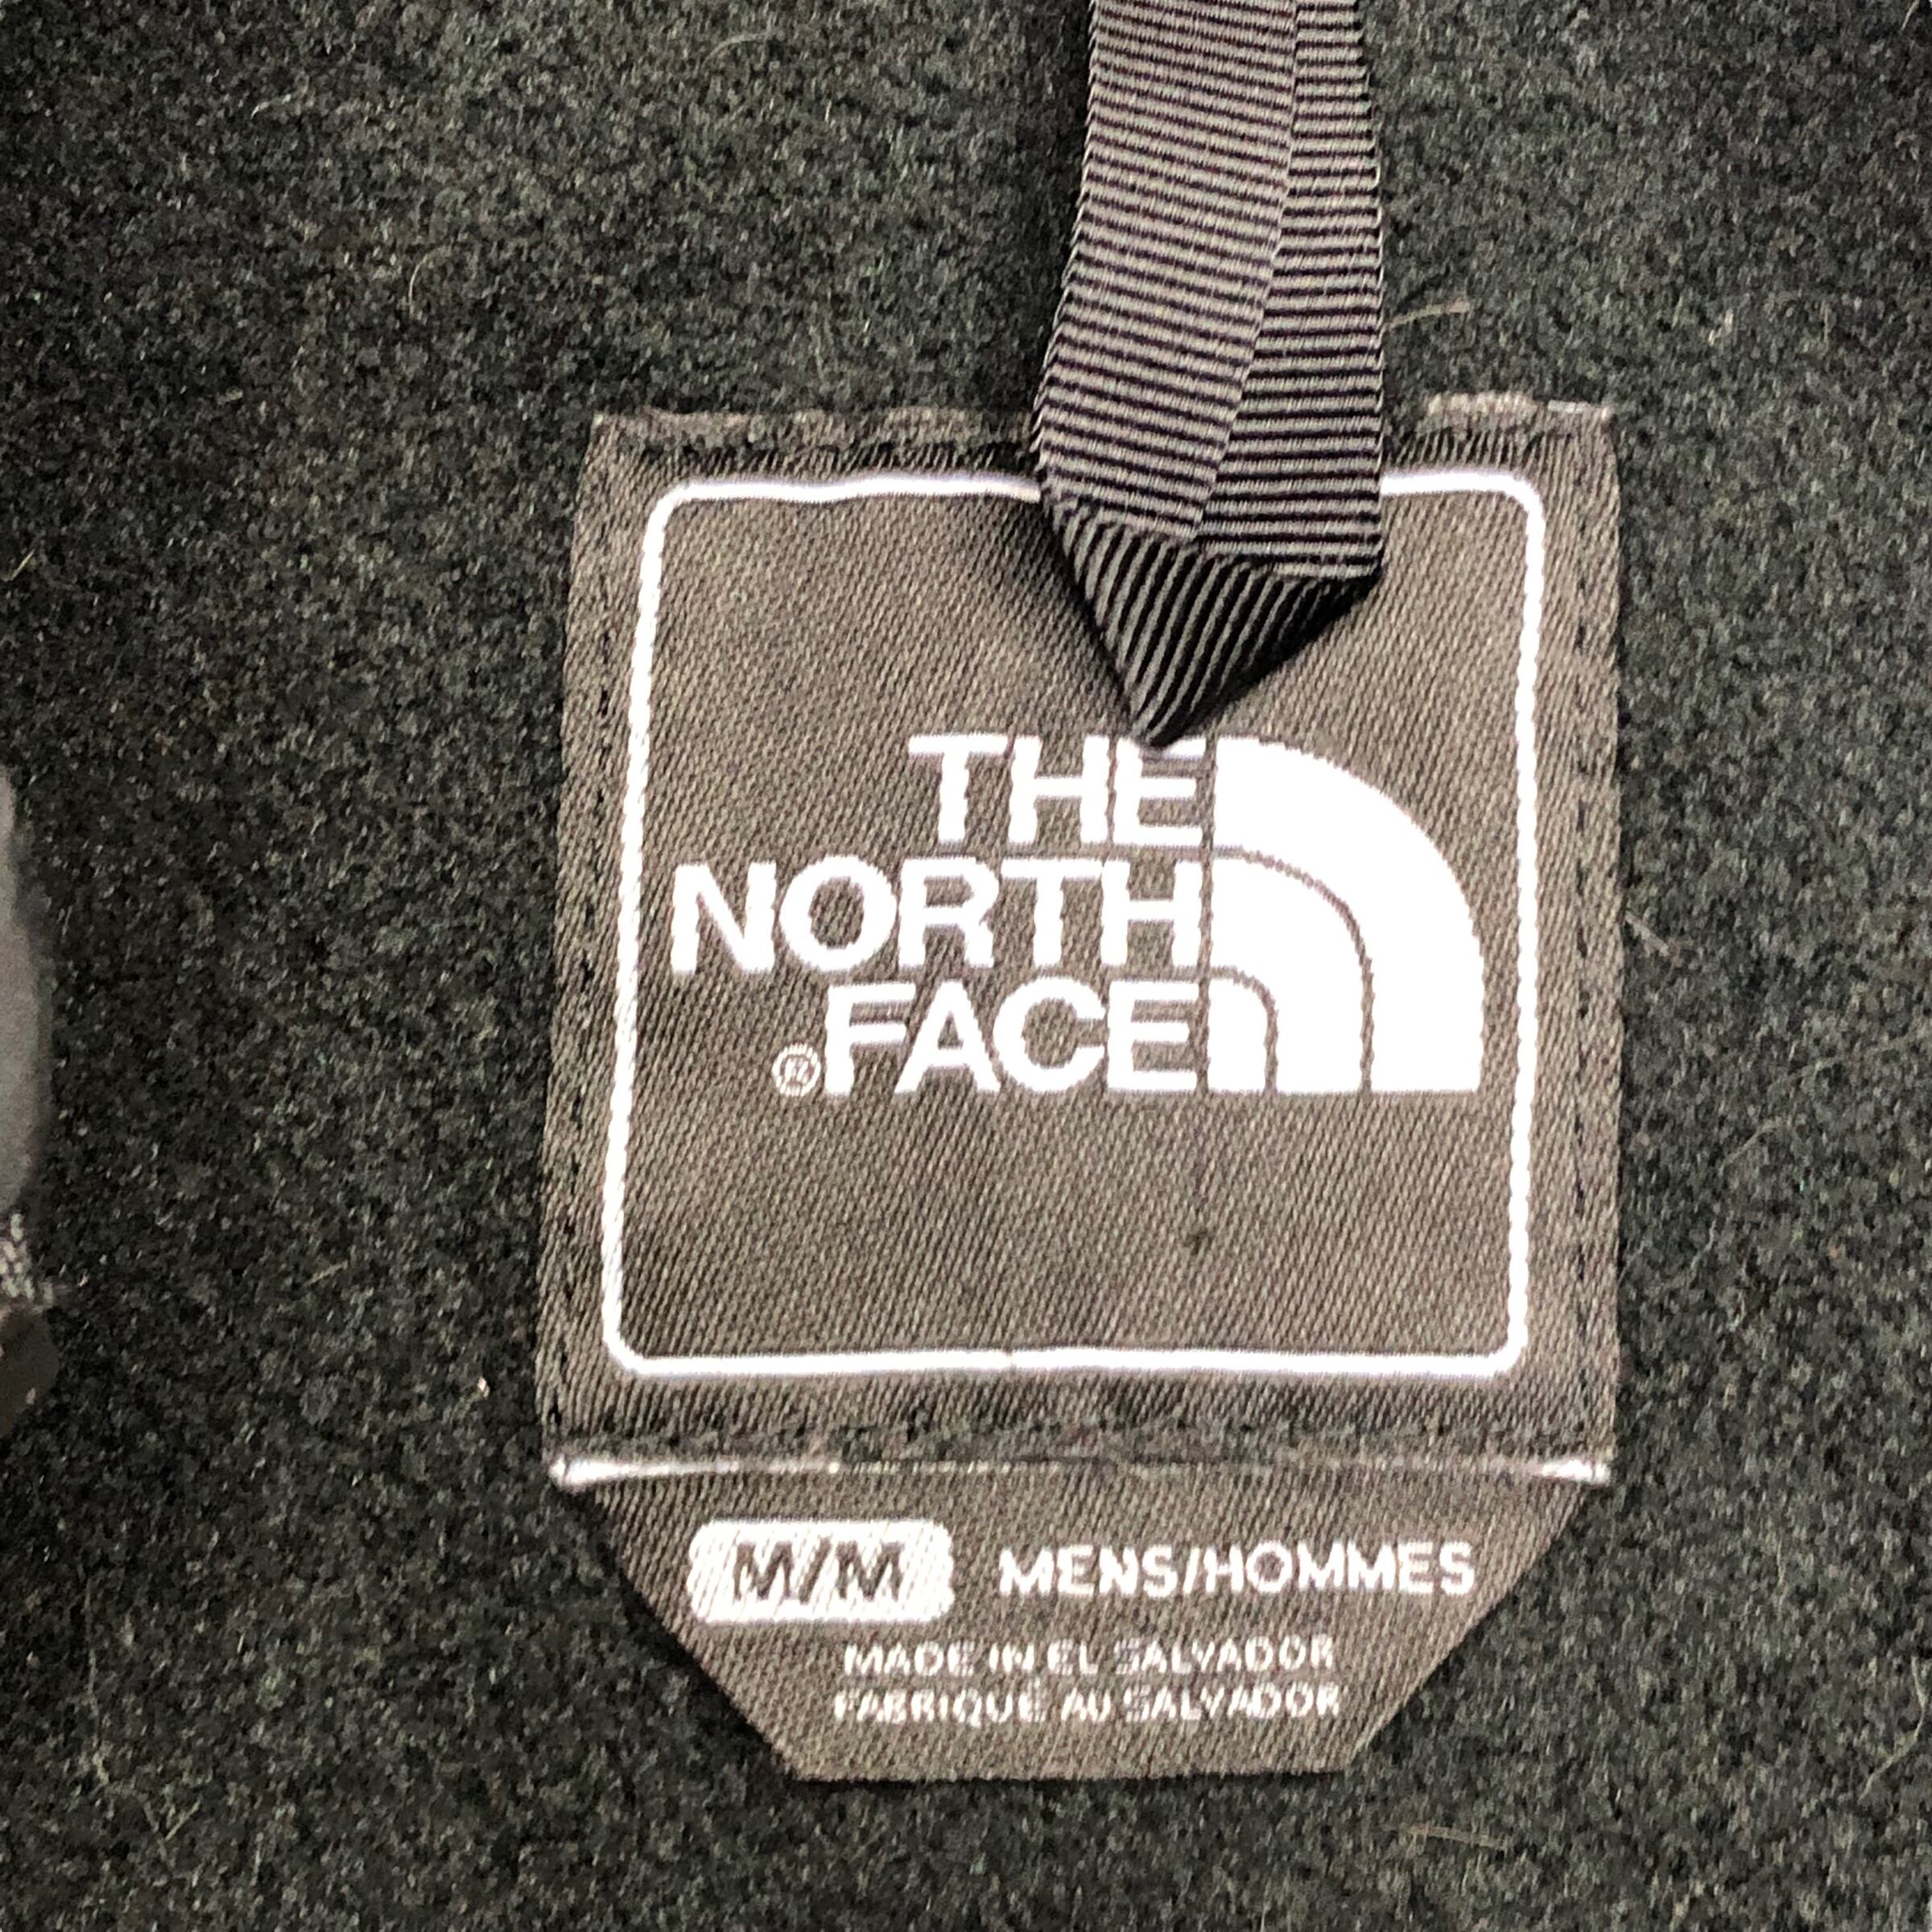 THE
NORTH
®FACE
M/M MENS/HOMMES
MADE IN EL SALVADOR
FABRIQUÉ AU SALVADOR